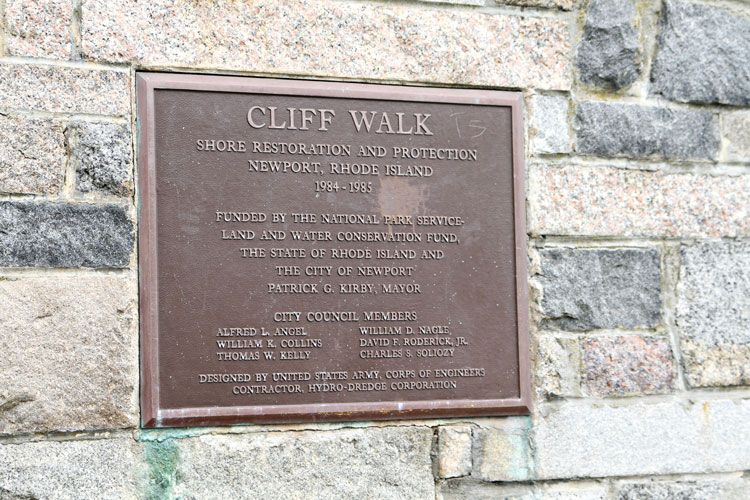 CLIFF WALK
SHORE RESTORATION AND PROTECTION
NEWPORT, RHODE ISLAND
1984-1985
FUNDED BY THE NATIONAL PARK SERVICE-
LAND AND WATER CONSERVATION FUND,
THE STATE OF RHODE ISLAND AND
THE CITY OF NEWPORT
PATRICK G. KIRBY, MAYOR
CITY COUNCIL MEMBERS
ALFRED L. ANGEL WILLIAM D. NAGLE
WILLIAM K. COLLINS DAVID F. RODERICK, JR.
THOMAS W. KELLY CHARLES S. SOLIOZY
DESIGNED BY UNITED STATES ARMY, CORPS OF ENGINEERS
CONTRACTOR, HYDRO-DREDGE CORPORATION